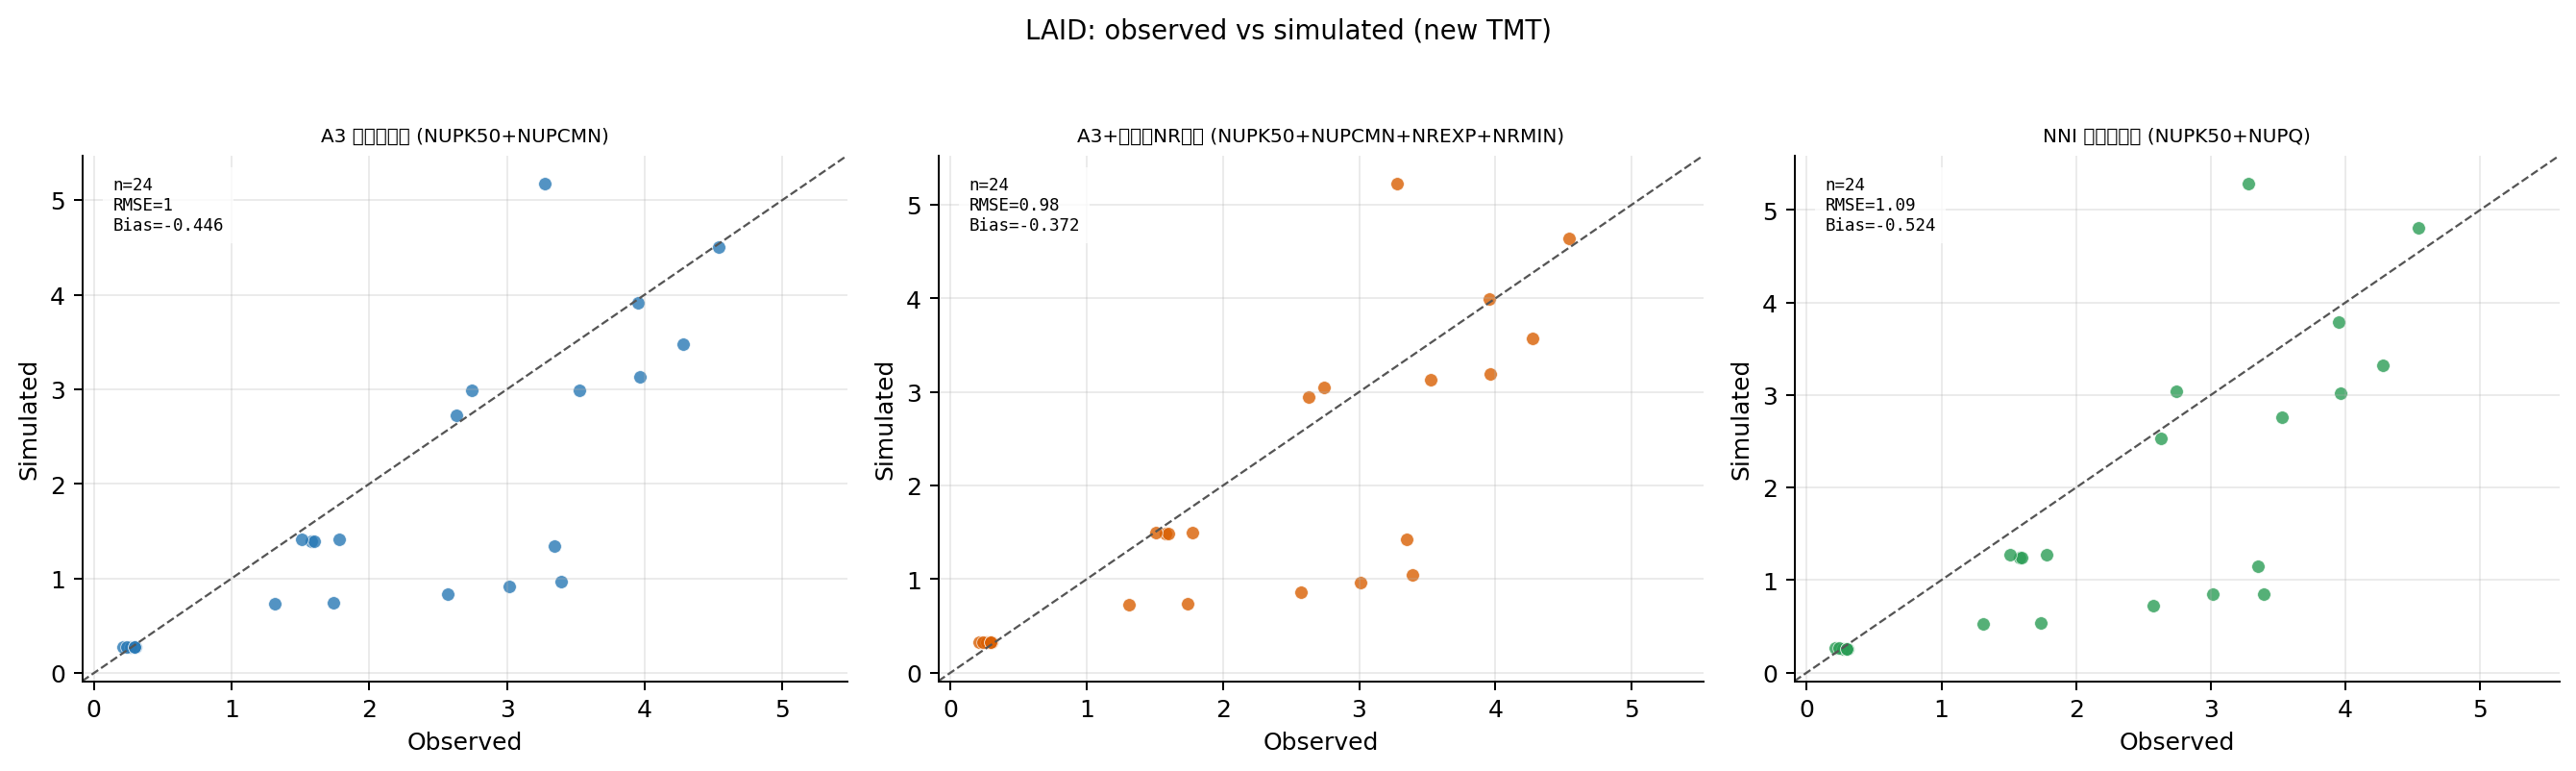 LAID: observed vs simulated (new TMT)
A3 (NUPK50+NUPCMN)
n=24
RMSE=1
Bias=-0.446
Simulated
5
4
3
2
1
0
0 1 2 3 4 5
Observed
A3+ NR (NUPK50+NUPCMN+NREXP+NRMIN)
n=24
RMSE=0.98
Bias=-0.372
Simulated
5
4
3
2
1
0
0 1 2 3 4 5
Observed
NNI (NUPK50+NUPQ)
n=24
RMSE=1.09
Bias=-0.524
Simulated
5
4
3
2
1
0
0 1 2 3 4 5
Observed